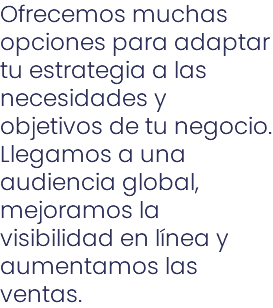 Ofrecemos muchas
opciones para adaptar
tu estrategia a las
necesidades y
objetivos de tu negocio.
Llegamos a una
audiencia global,
mejoramos la
visibilidad en línea y
aumentamos las
ventas.